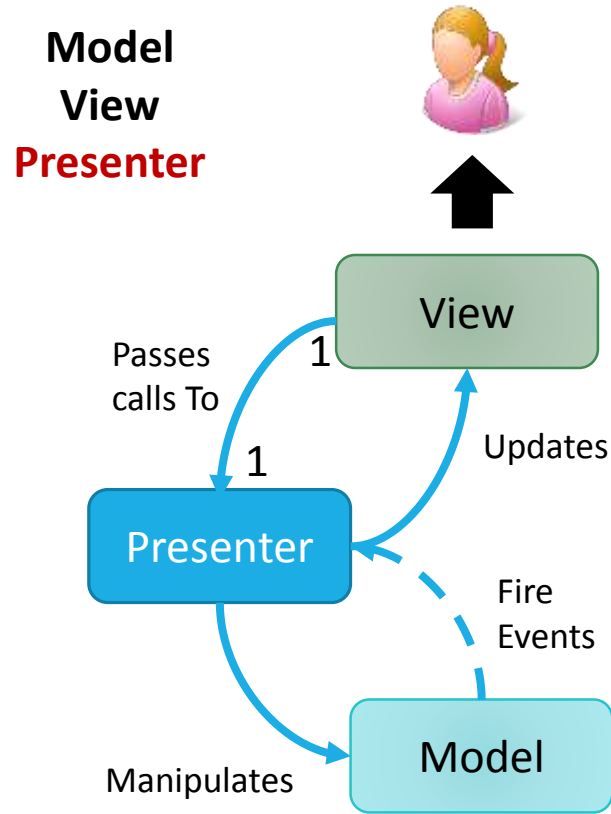 Model
View
Presenter
View
Passes
calls To
1
1
Updates
Presenter
Fire
Events
Manipulates
Model